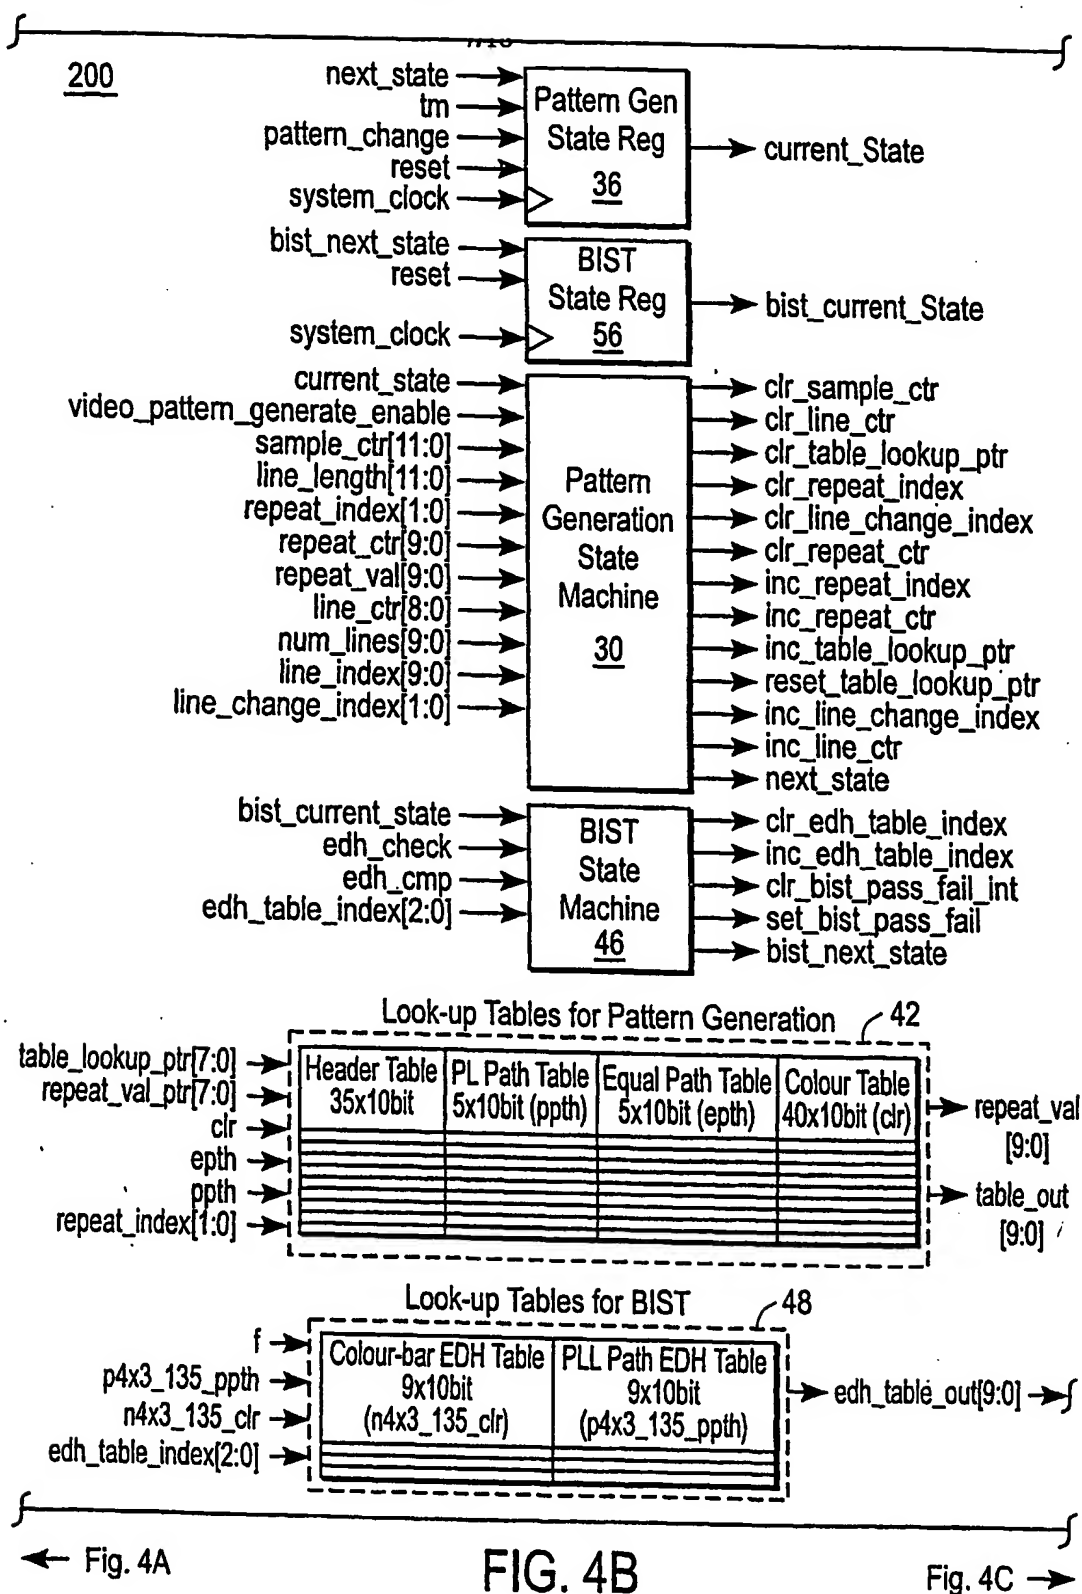 200
next_state
tm
pattern_change
reset
system_clock
Pattern Gen
State Reg
36
current_State
bist_next_state
reset
system_clock
BIST
State Reg
56
bist_current_State
current_state
video_pattern_generate_enable
sample_ctr[11:0]
line_length[11:0]
repeat_index[1:0]
repeat_ctr[9:0]
repeat_val[9:0]
line_ctr[8:0]
num_lines[9:0]
line_index[9:0]
line_change_index[1:0]
Pattern
Generation
State
Machine
30
clr_sample_ctr
clr_line_ctr
clr_table_lookup_ptr
clr_repeat_index
clr_line_change_index
clr_repeat_ctr
inc_repeat_index
inc_repeat_ctr
inc_table_lookup_ptr
reset_table_lookup_ptr
inc_line_change_index
inc_line_ctr
next_state
bist_current_state
edh_check
edh_cmp
edh_table_index[2:0]
BIST
State
Machine
46
clr_edh_table_index
inc_edh_table_index
clr_bist_pass_fail_int
set_bist_pass_fail
bist_next_state
Look-up Tables for Pattern Generation
42
table_lookup_ptr[7:0]
repeat_val_ptr[7:0]
clr
epth
ppth
repeat_index[1:0]
Header Table
35x10bit
PL Path Table
5x10bit (ppth)
Equal Path Table
5x10bit (epth)
Colour Table
40x10bit (clr)
repeat_val
[9:0]
table_out
[9:0]
Look-up Tables for BIST
48
f
p4x3_135_ppth
n4x3_135_clr
edh_table_index[2:0]
Colour-bar EDH Table
9x10bit
(n4x3_135_clr)
PLL Path EDH Table
9x10bit
(p4x3_135_ppth)
edh_table_out[9:0]
Fig. 4A
FIG. 4B
Fig. 4C